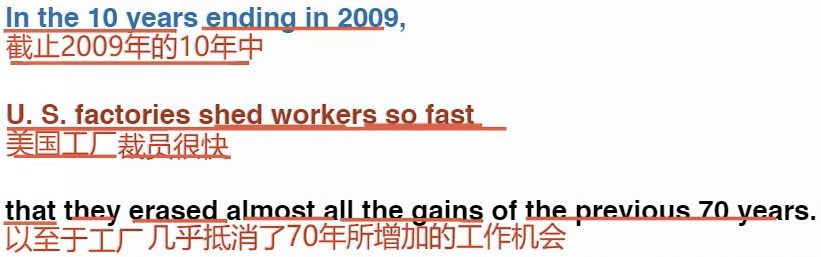 In the 10 years ending in 2009,
截止2009年的10年中
U. S. factories shed workers so fast
美国工厂裁员很快
that they erased almost all the gains of the previous 70 years.
以至于工厂几乎抵消了70年所增加的工作机会